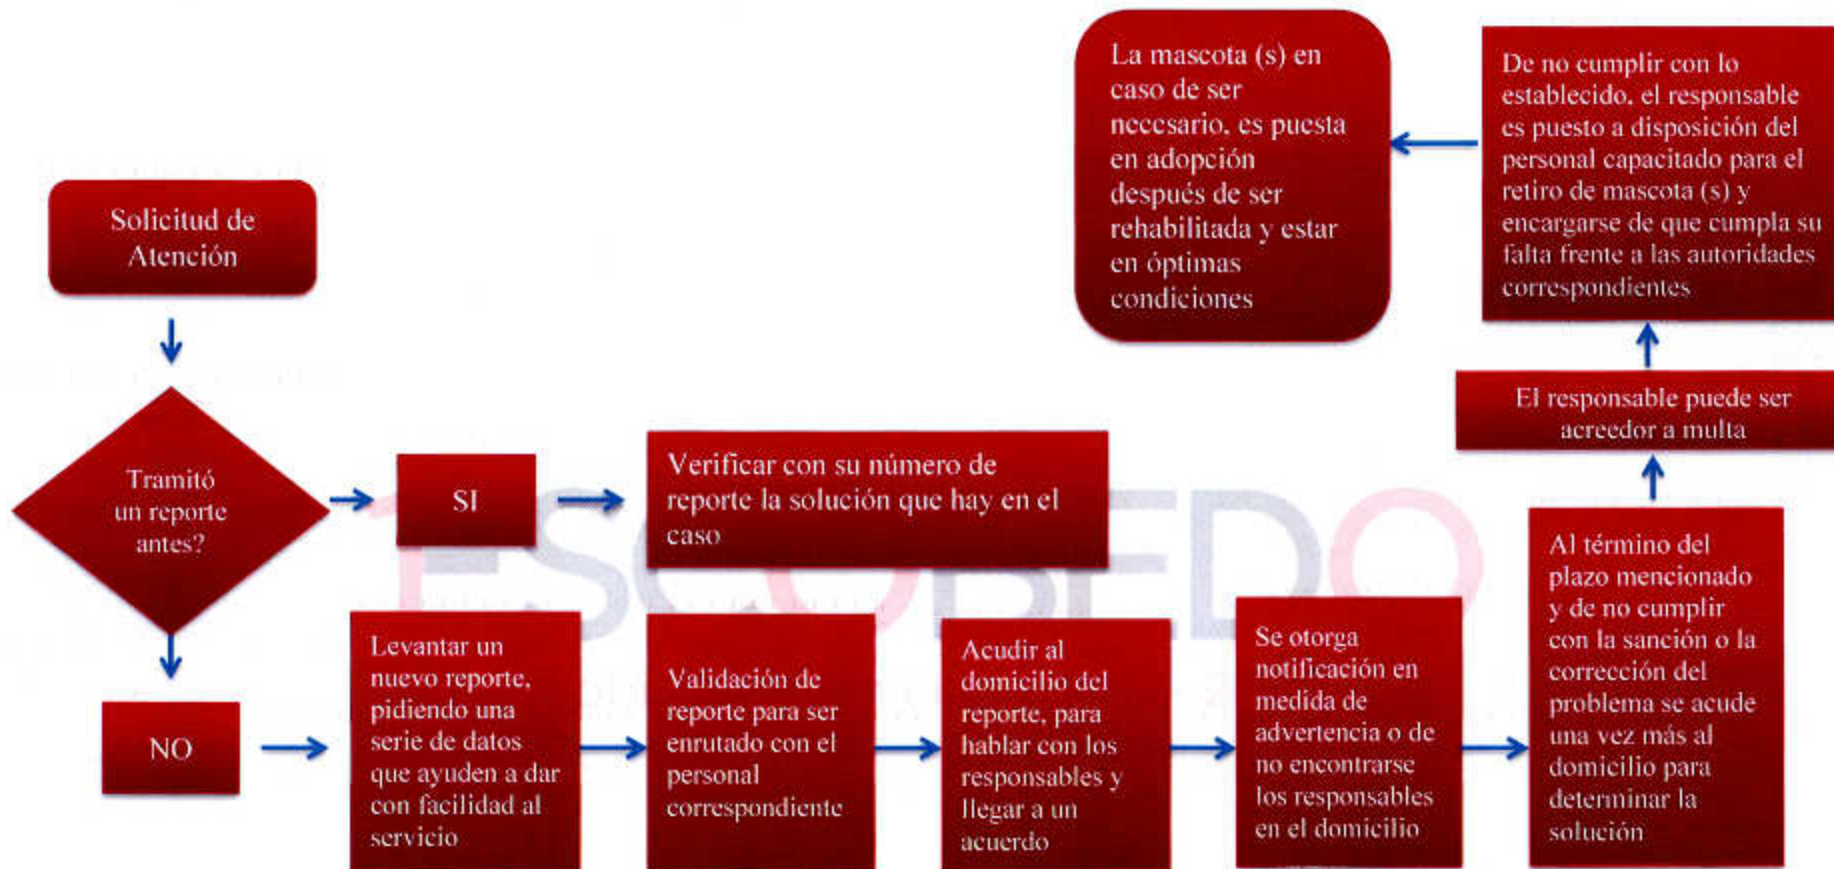 Solicitud de
Atención
Tramitó
un reporte
antes?
SI
Verificar con su número de
reporte la solución que hay en el
caso
NO
Levantar un
nuevo reporte,
pidiendo una
serie de datos
que ayuden a dar
con facilidad al
servicio
Validación de
reporte para ser
enrutado con el
personal
correspondiente
Acudir al
domicilio del
reporte, para
hablar con los
responsables y
llegar a un
acuerdo
Se otorga
notificación en
medida de
advertencia o de
no encontrarse
los responsables
en el domicilio
Al término del
plazo mencionado
y de no cumplir
con la sanción o la
corrección del
problema se acude
una vez más al
domicilio para
determinar la
solución
El responsable puede ser
acreedor a multa
De no cumplir con lo
establecido, el responsable
es puesto a disposición del
personal capacitado para el
retiro de mascota (s) y
encargarse de que cumpla su
falta frente a las autoridades
correspondientes
La mascota (s) en
caso de ser
necesario, es puesta
en adopción
después de ser
rehabilitada y estar
en óptimas
condiciones
ESCOBEDO